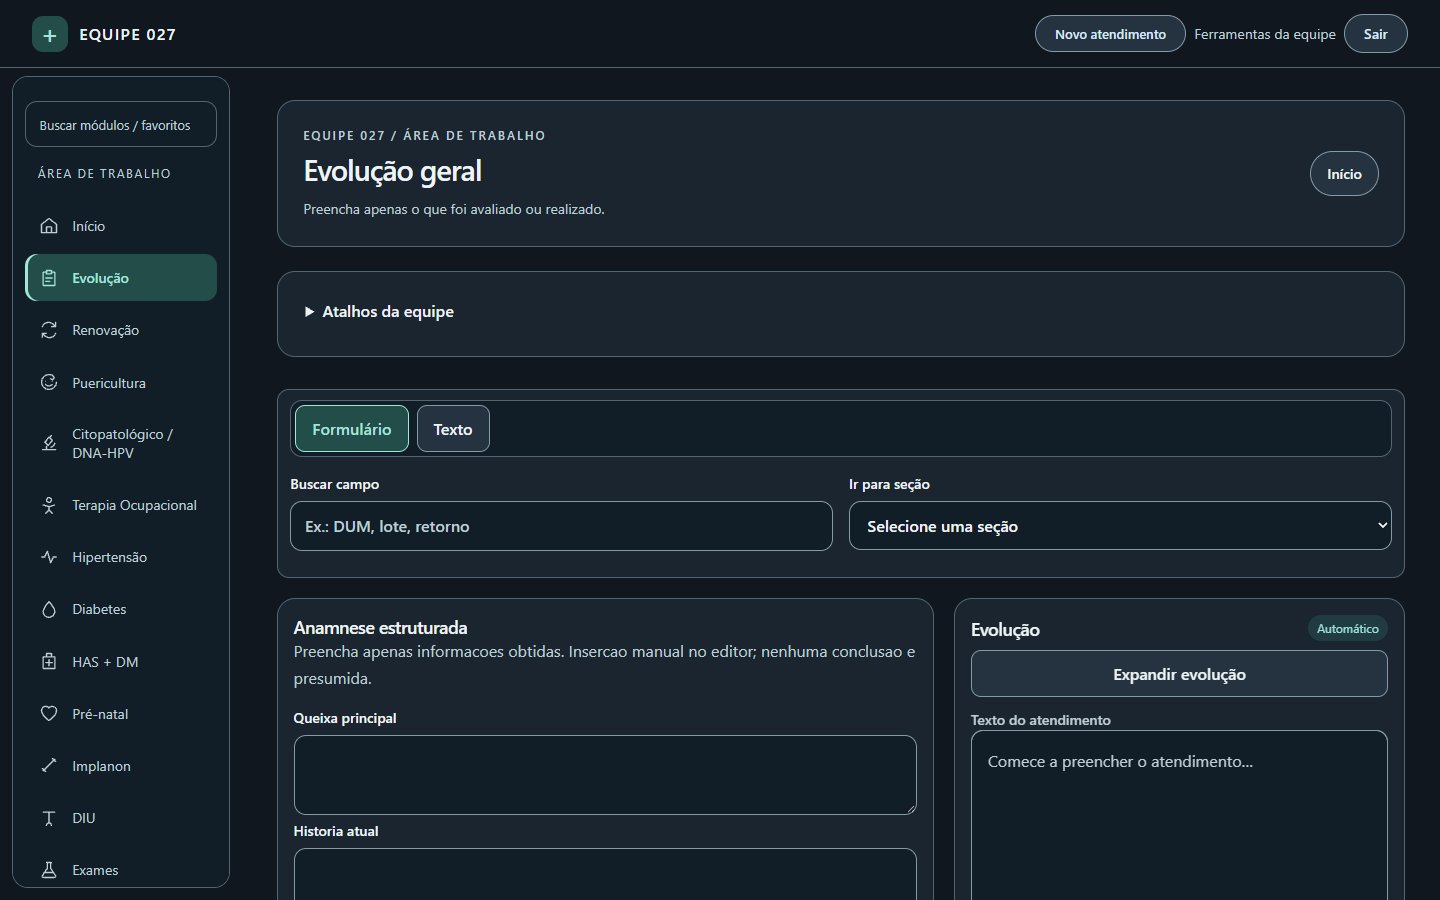 EQUIPE 027
Novo atendimento
Ferramentas da equipe
Sair
Buscar módulos / favoritos
ÁREA DE TRABALHO
Início
Evolução
Renovação
Puericultura
Citopatológico /
DNA-HPV
Terapia Ocupacional
Hipertensão
Diabetes
HAS + DM
Pré-natal
Implanon
DIU
Exames
EQUIPE 027 / ÁREA DE TRABALHO
Evolução geral
Preencha apenas o que foi avaliado ou realizado.
Início
Atalhos da equipe
Formulário
Texto
Buscar campo
Ex.: DUM, lote, retorno
Ir para seção
Selecione uma seção
Anamnese estruturada
Preencha apenas informacoes obtidas. Insercao manual no editor; nenhuma conclusao e
presumida.
Queixa principal
Historia atual
Evolução
Automático
Expandir evolução
Texto do atendimento
Comece a preencher o atendimento...